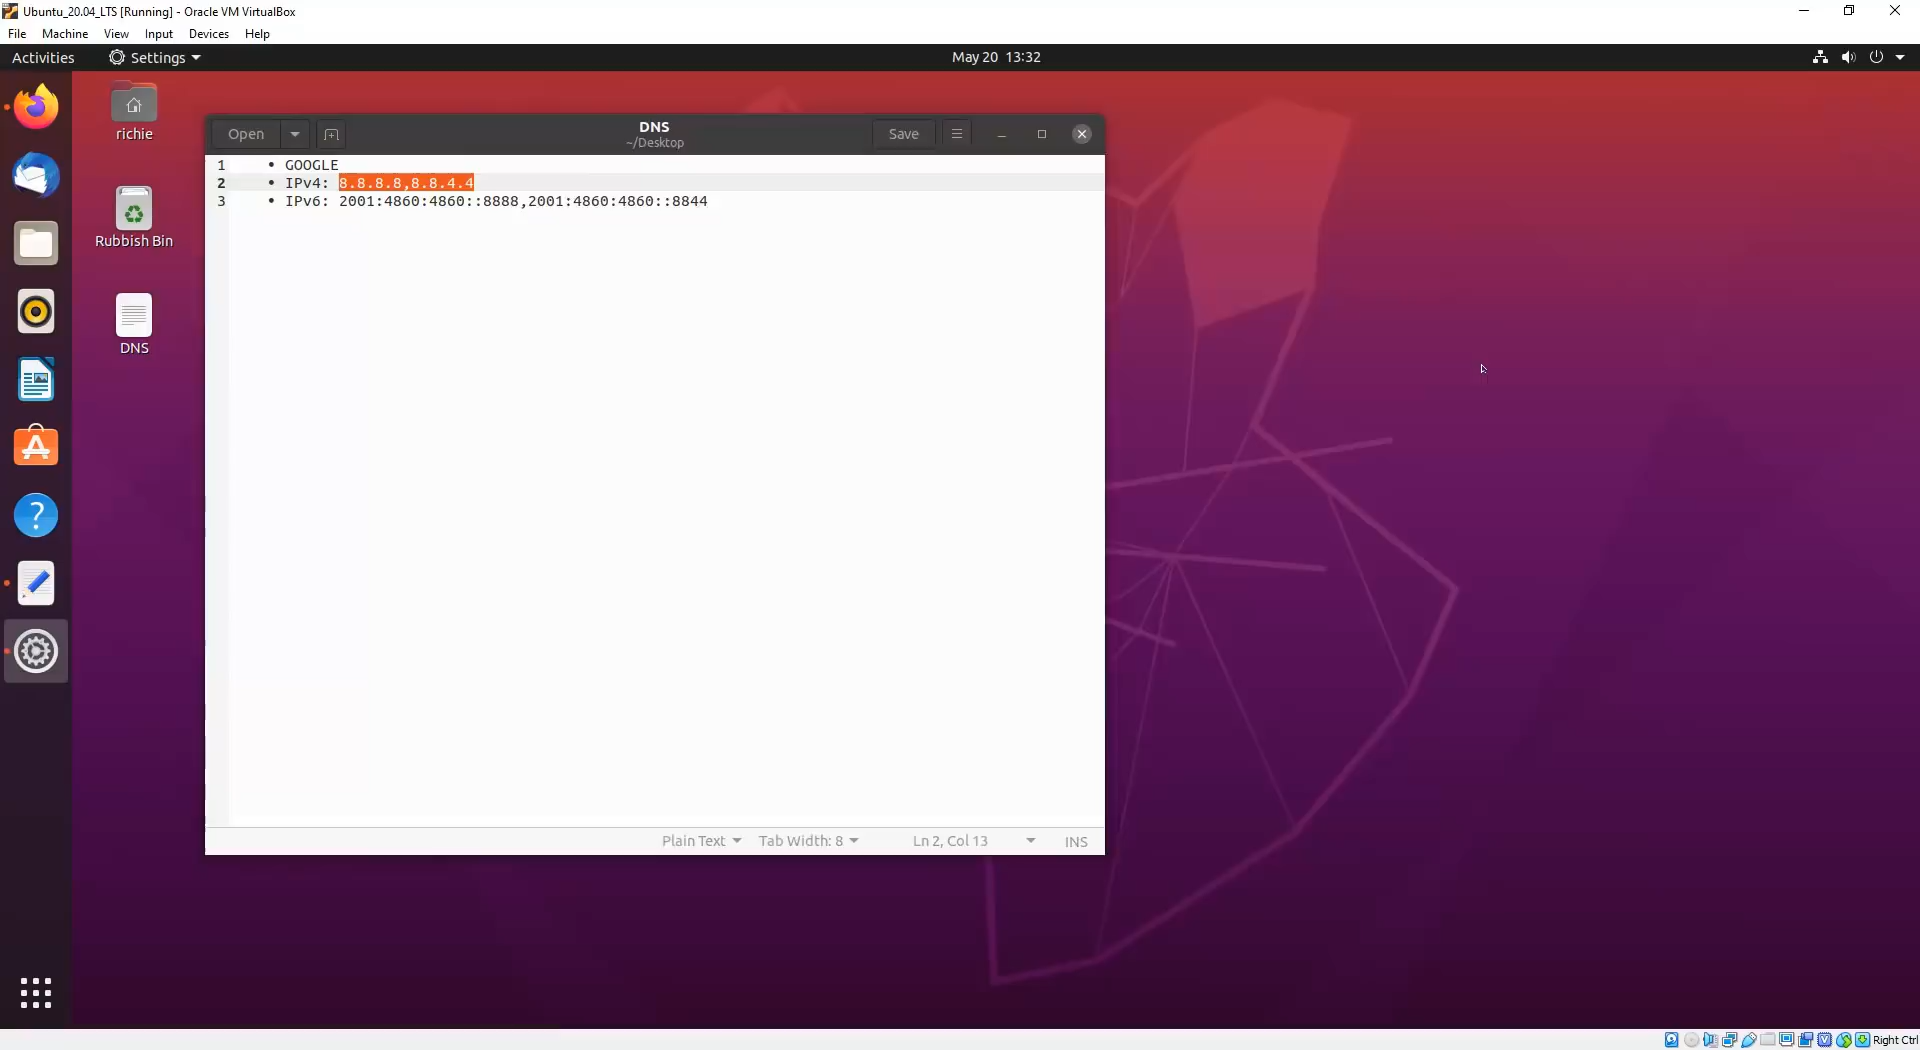 Ubuntu_20.04_LTS [Running] - Oracle VM VirtualBox
File Machine View Input Devices Help
Activities Settings May 20 13:32
richie
Rubbish Bin
DNS
Open DNS Save
~/Desktop
1 • GOOGLE
2 • IPv4: 8.8.8.8,8.8.4.4
3 • IPv6: 2001:4860:4860::8888,2001:4860:4860::8844
Plain Text Tab Width: 8 Ln 2, Col 13 INS
Right Ctrl